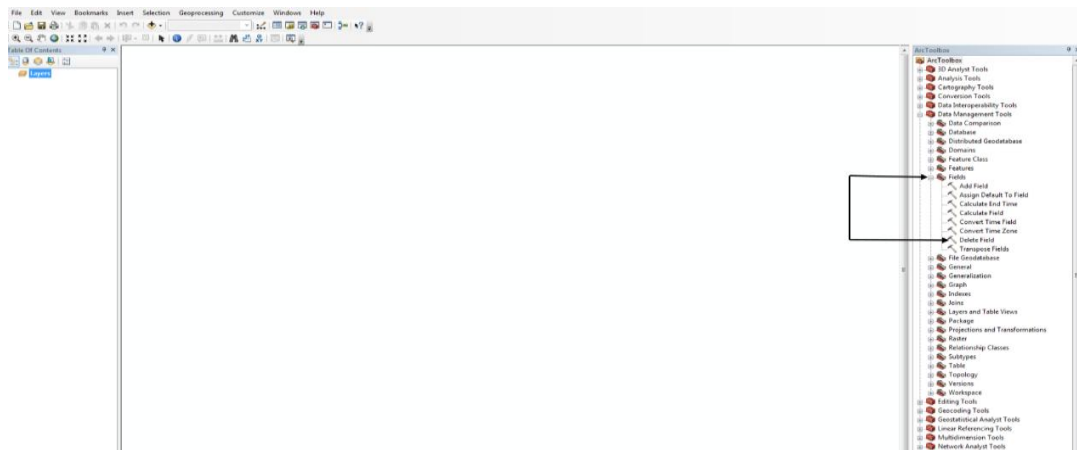 File Edit View Bookmarks Insert Selection Geoprocessing Customize Windows Help
Table Of Contents
Layers
ArcToolbox
ArcToolbox
3D Analyst Tools
Analysis Tools
Cartography Tools
Conversion Tools
Data Interoperability Tools
Data Management Tools
Data Comparison
Database
Distributed Geodatabase
Domains
Feature Class
Features
Fields
Add Field
Assign Default To Field
Calculate End Time
Calculate Field
Convert Time Field
Convert Time Zone
Delete Field
Transpose Fields
File Geodatabase
General
Generalization
Graph
Indexes
Joins
Layers and Table Views
Package
Projections and Transformations
Raster
Relationship Classes
Subtypes
Table
Topology
Versions
Workspace
Editing Tools
Geocoding Tools
Geostatistical Analyst Tools
Linear Referencing Tools
Multidimension Tools
Network Analyst Tools